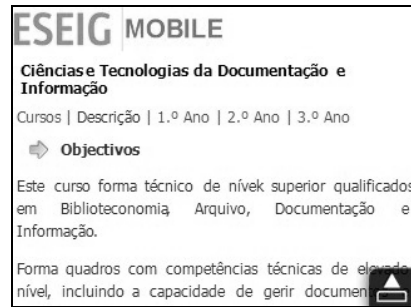 ESEIG MOBILE
Ciências e Tecnologias da Documentação e
Informação
Cursos | Descrição | 1.º Ano | 2.º Ano | 3.º Ano
Objectivos
Este curso forma técnico de nívek superior qualificados
em Biblioteconomia, Arquivo, Documentação e
Informação.
Forma quadros com competências técnicas de elevado
nível, incluindo a capacidade de gerir